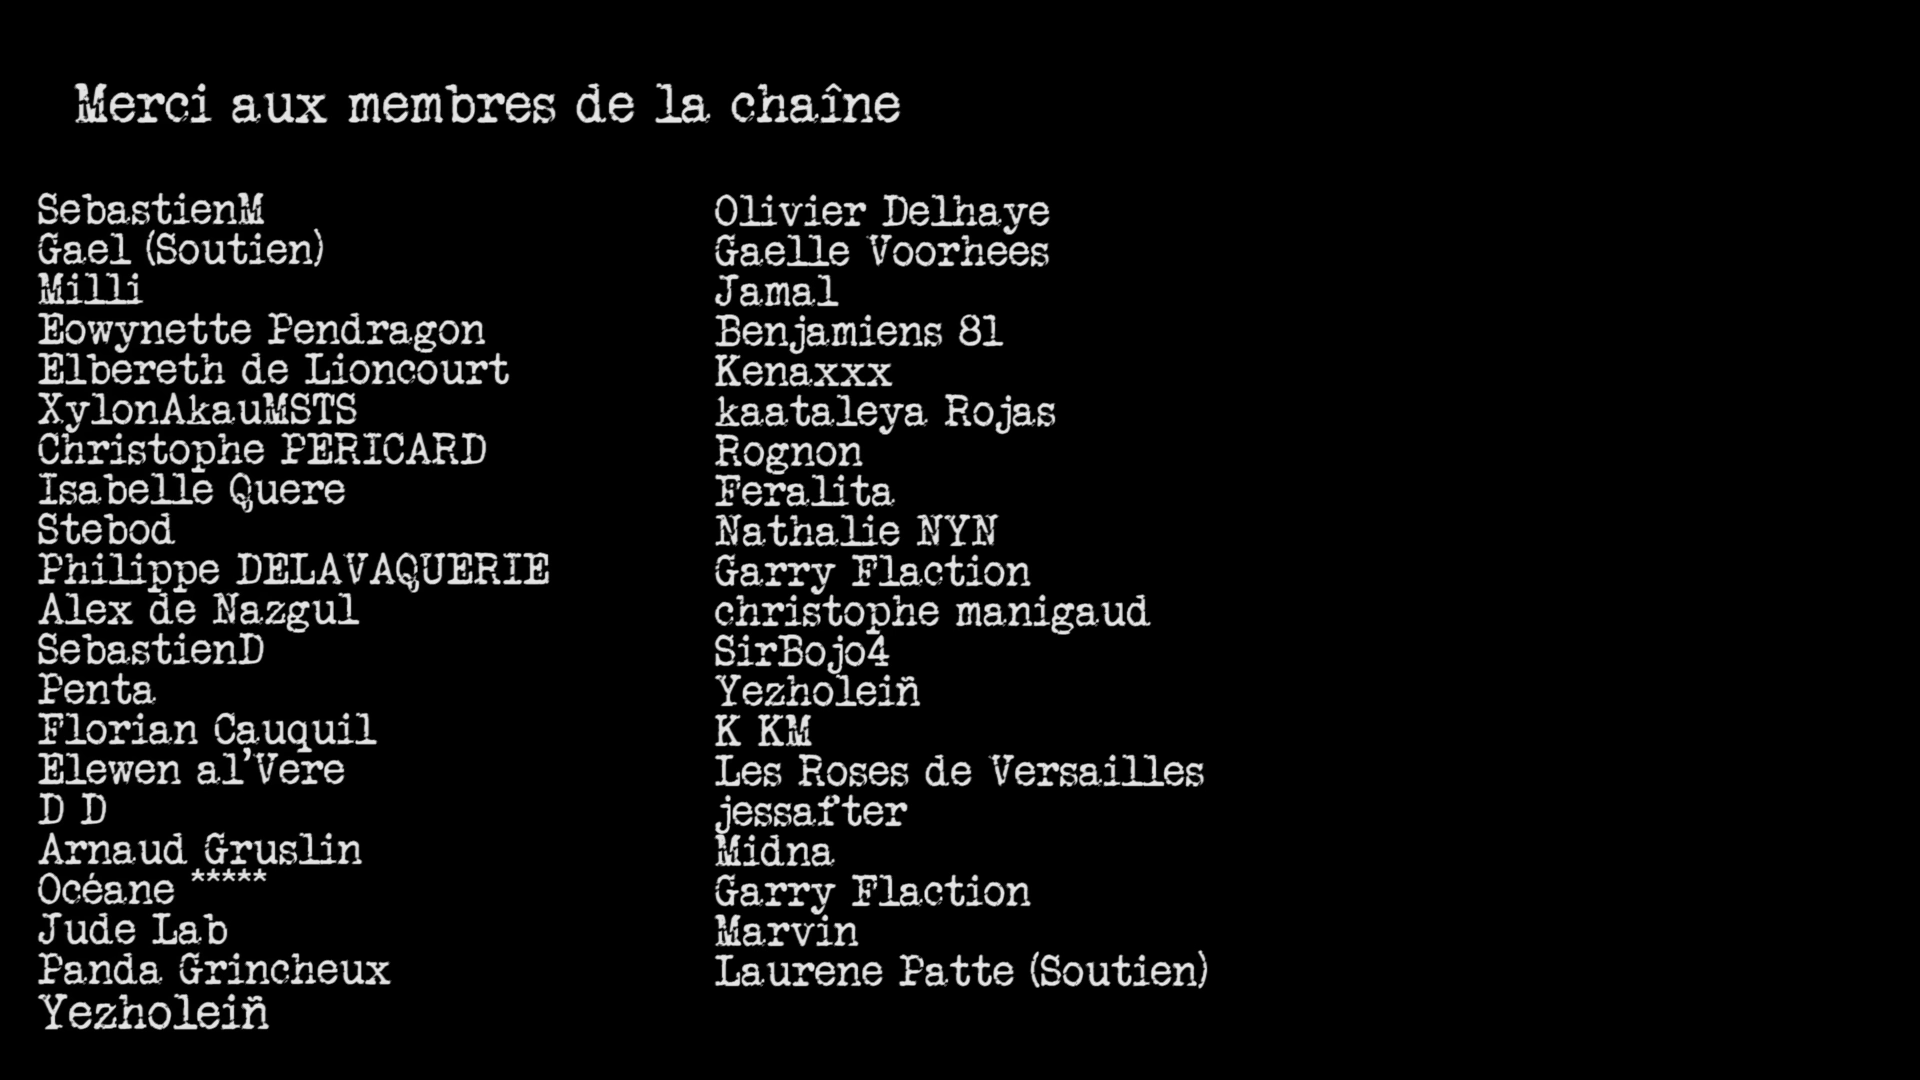 Merci aux membres de la chaîne
SebastienM
Gael (Soutien)
Milli
Eowynette Pendragon
Elbereth de Lioncourt
XylonAkauMSTS
Christophe PERICARD
Isabelle Quere
Stebod
Philippe DELAVAQUERIE
Alex de Nazgul
SebastienD
Penta
Florian Cauquil
Elewen al'Vere
D D
Arnaud Gruslin
Océane *****
Jude Lab
Panda Grincheux
Yezholeiñ
Olivier Delhaye
Gaelle Voorhees
Jamal
Benjamiens 81
Kenaxxx
kaataleya Rojas
Rognon
Feralita
Nathalie NYN
Garry Flaction
christophe manigaud
SirBojo4
Yezholeiñ
K KM
Les Roses de Versailles
jessafter
Midna
Garry Flaction
Marvin
Laurene Patte (Soutien)